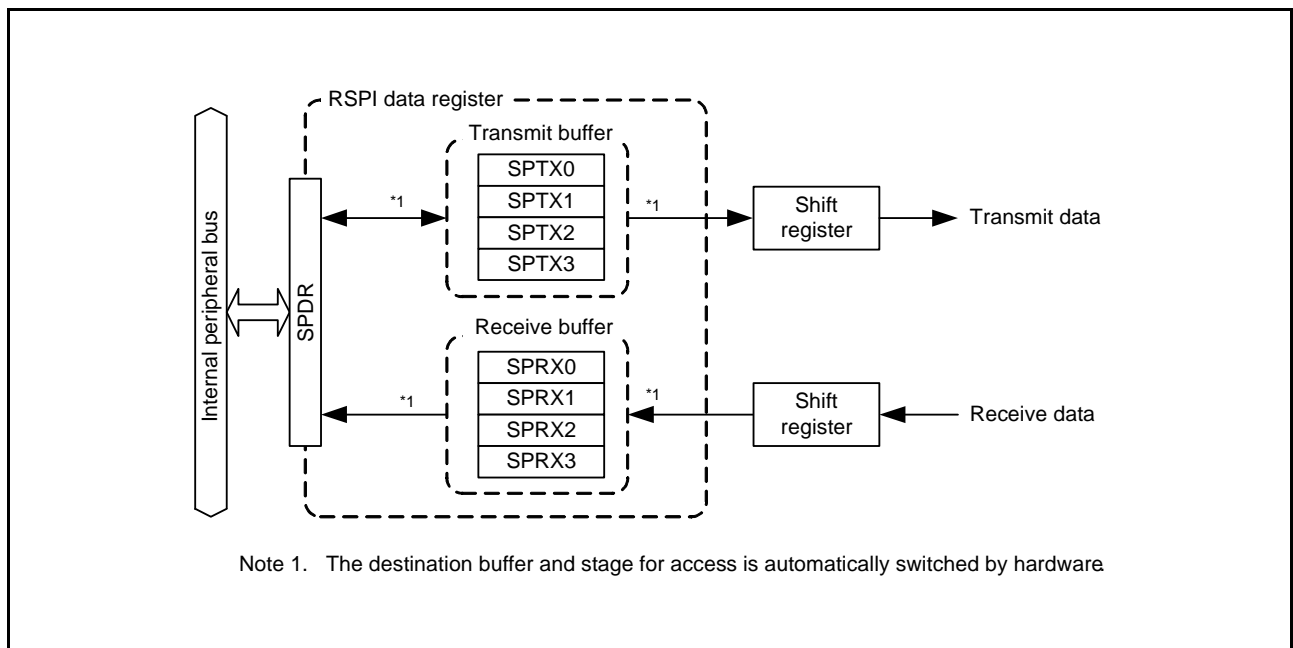 RSPI data register
Transmit buffer
SPTX0
SPTX1
SPTX2
SPTX3
*1
*1
Shift
register
Transmit data
Internal peripheral bus
SPDR
Receive buffer
SPRX0
SPRX1
SPRX2
SPRX3
*1
*1
Shift
register
Receive data
Note 1. The destination buffer and stage for access is automatically switched by hardware.